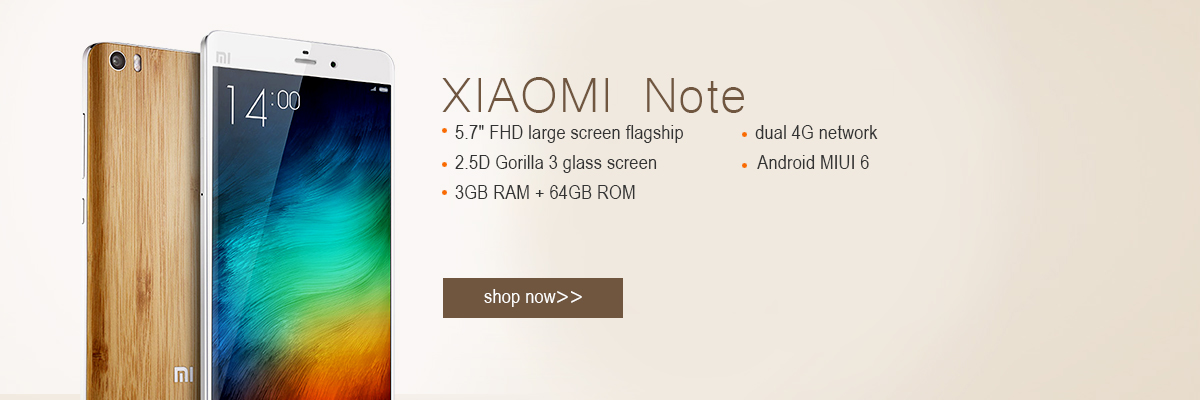 MI
14:00
MI
XIAOMI Note
5.7" FHD large screen flagship
dual 4G network
2.5D Gorilla 3 glass screen
Android MIUI 6
3GB RAM + 64GB ROM
shop now>>